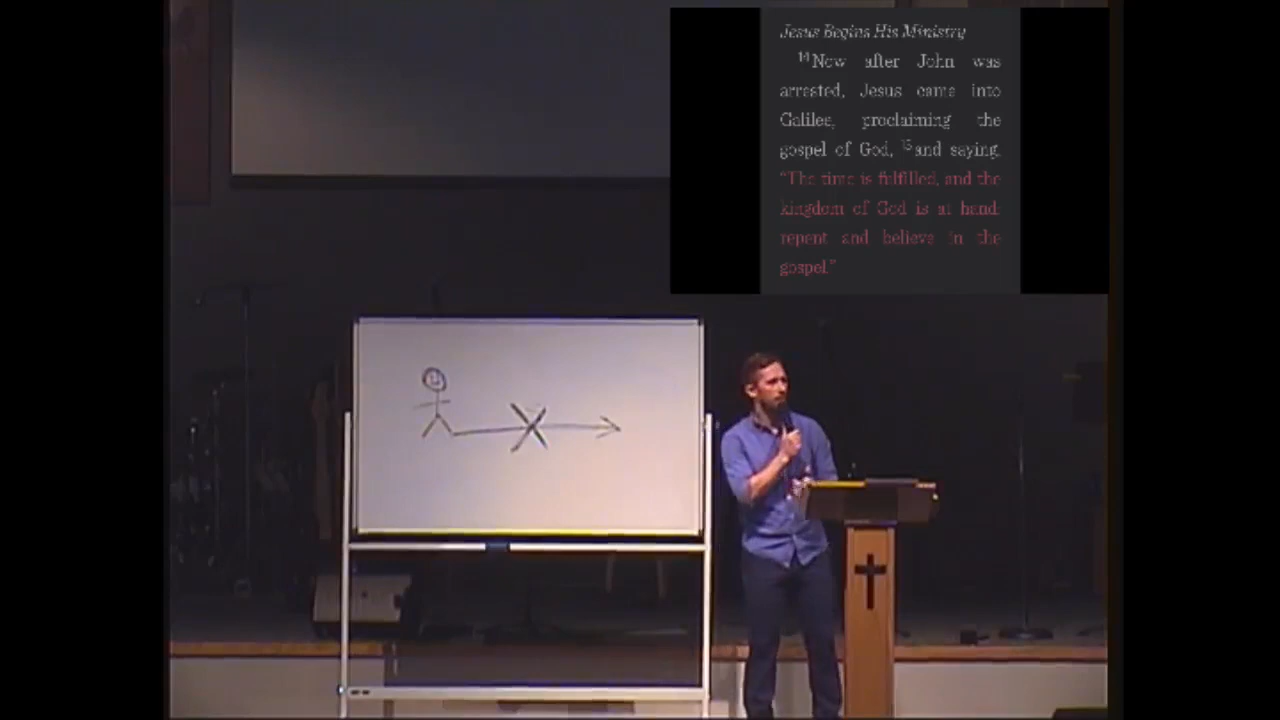 Jesus Begins His Ministry
14Now after John was
arrested, Jesus came into
Galilee, proclaiming the
gospel of God, 15and saying,
“The time is fulfilled, and the
kingdom of God is at hand;
repent and believe in the
gospel.”